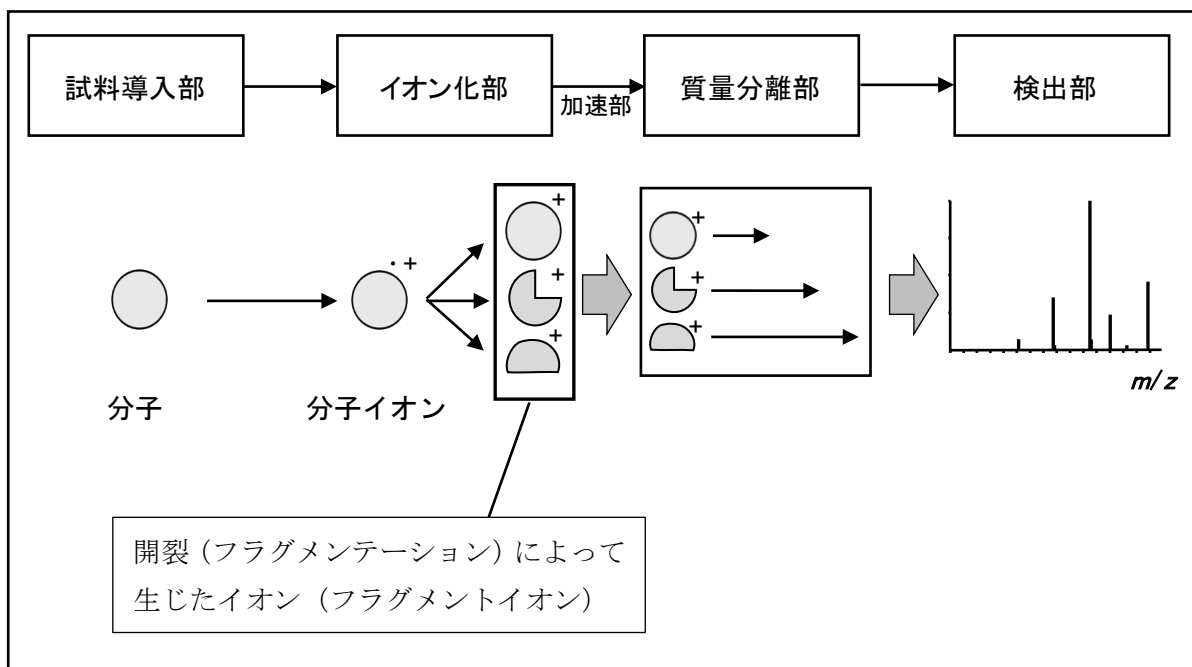 試料導入部
イオン化部
加速部
質量分離部
検出部
・+
+
+
+
+
+
+
分子
分子イオン
m/z
開裂（フラグメンテーション）によって
生じたイオン（フラグメントイオン）